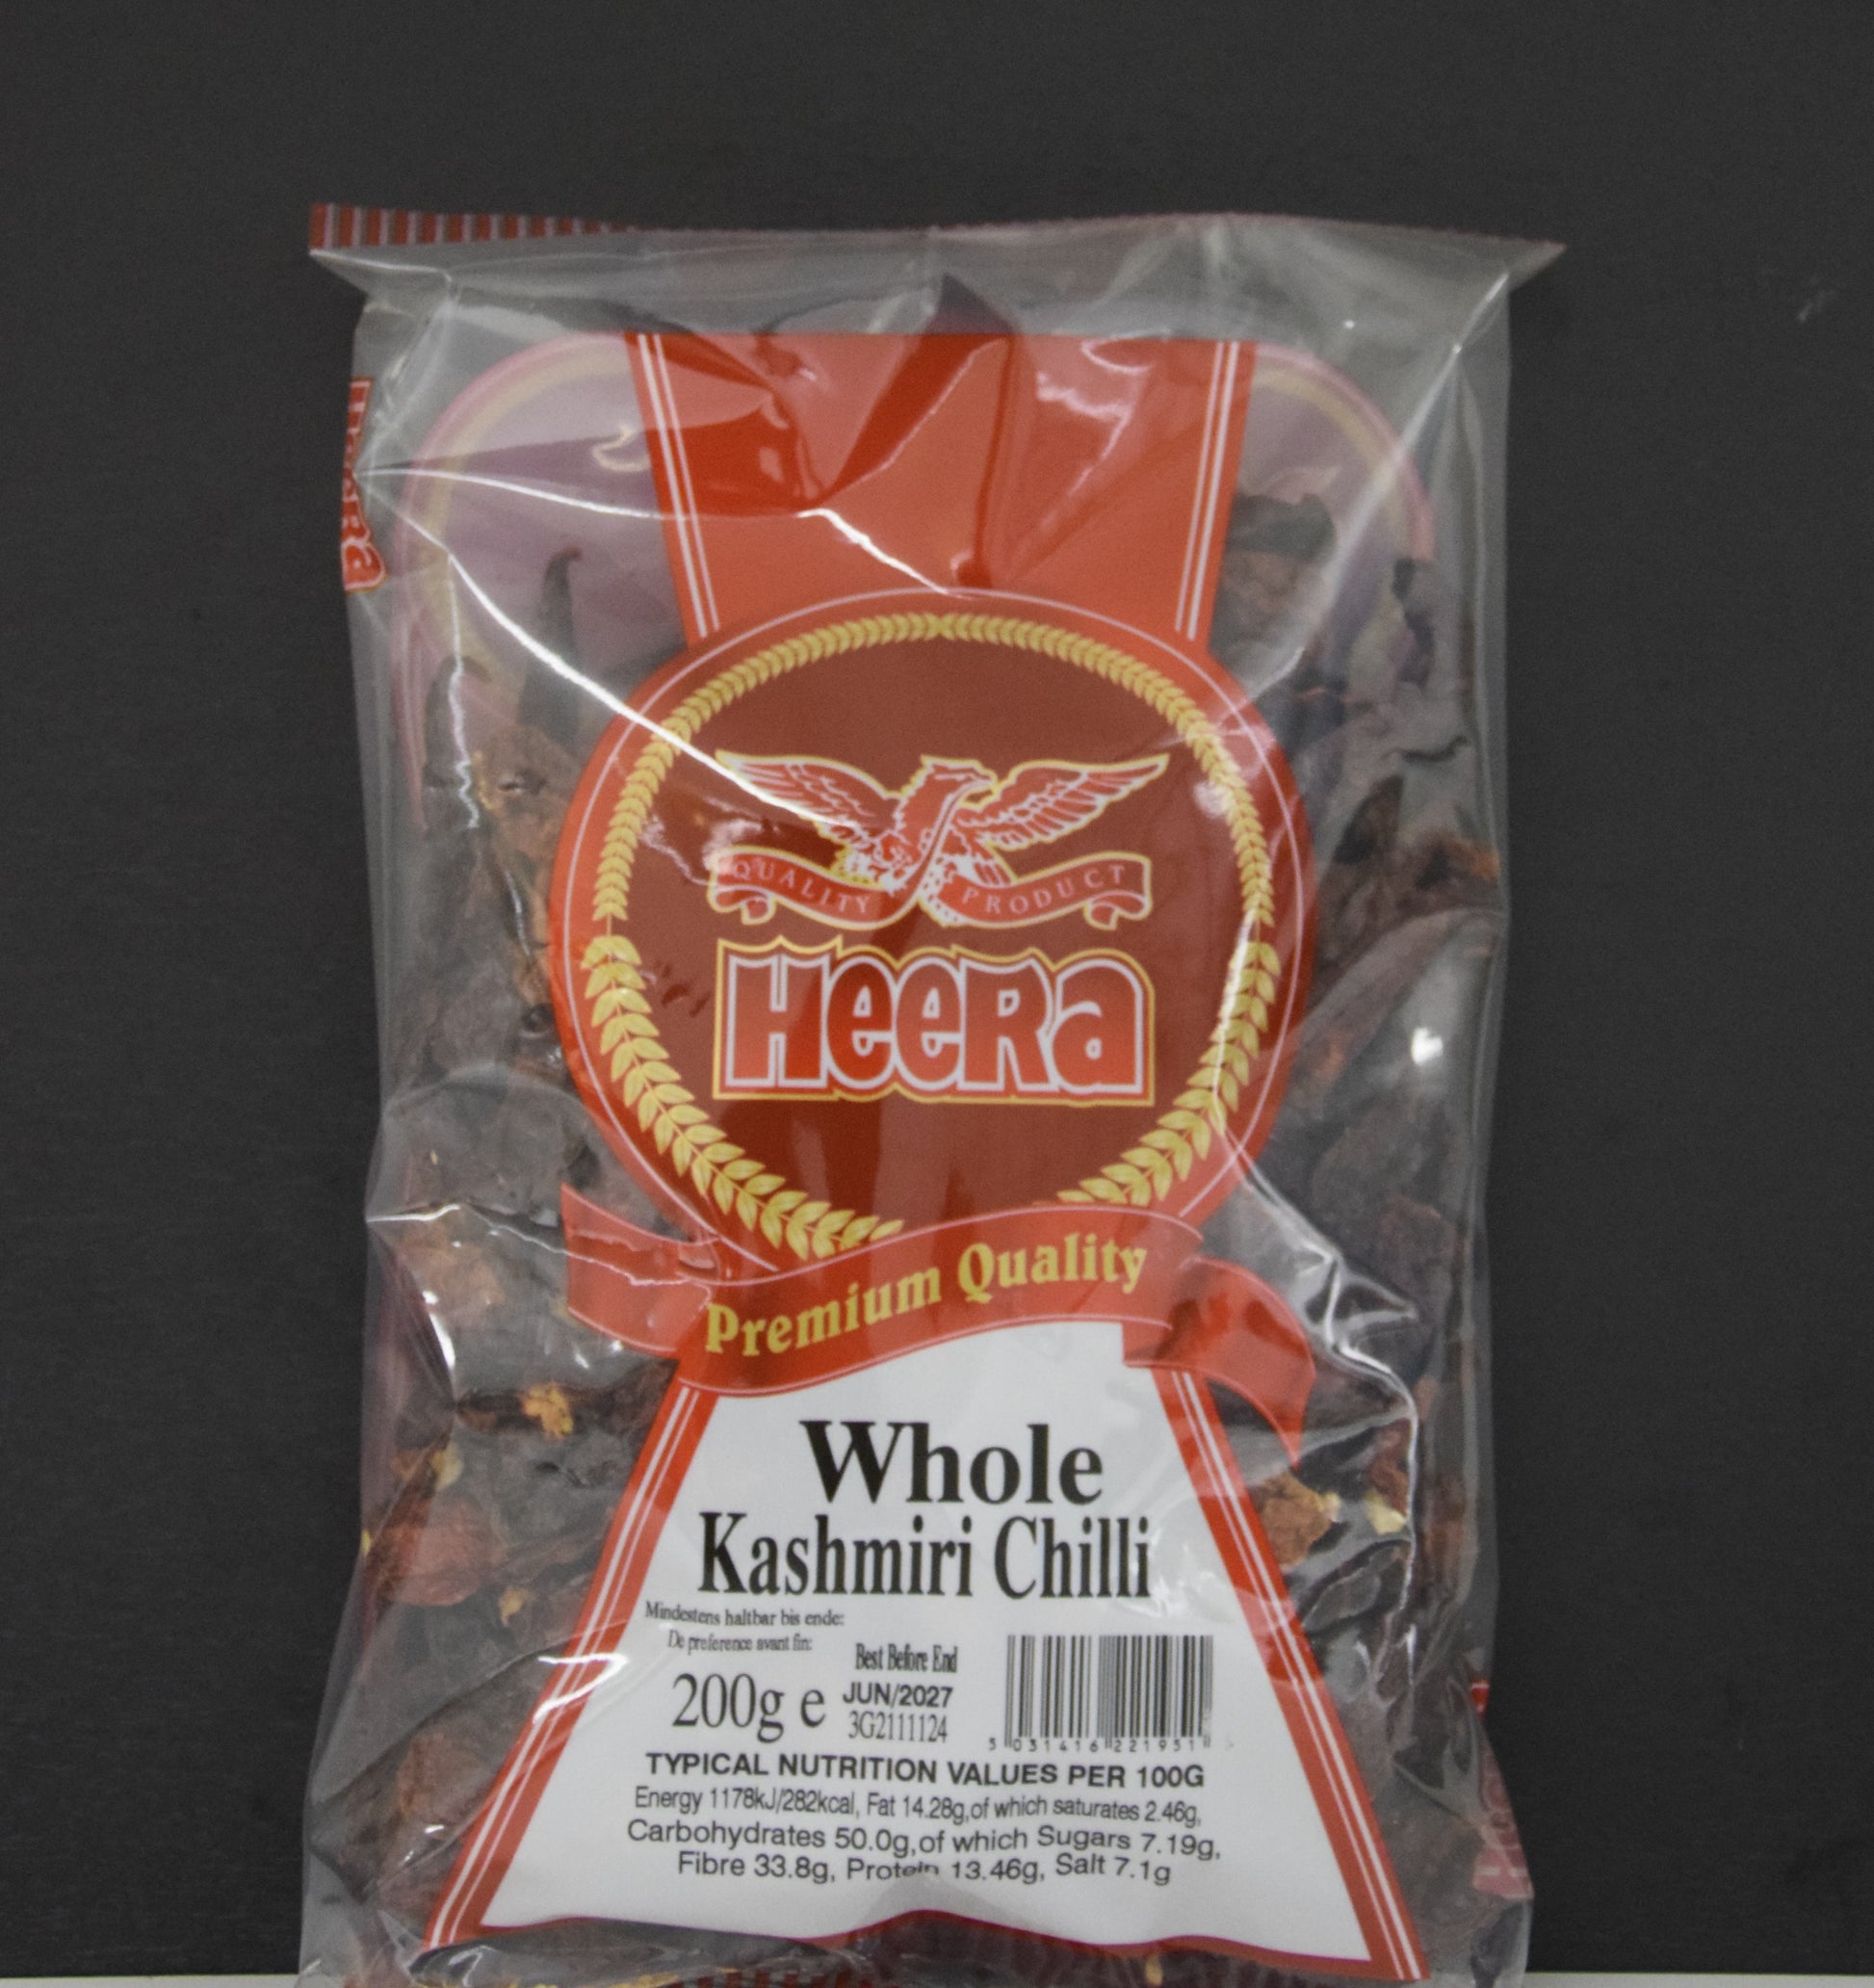 Heera
QUALITY PRODUCT
HeeRa
Premium Quality
Whole
Kashmiri Chilli
Mindestens haltbar bis ende:
De preference avant fin:
Best Before End
200g e
JUN/2027
3G2111124
5 031416 221951
TYPICAL NUTRITION VALUES PER 100G
Energy 1178kJ/282kcal, Fat 14.28g,of which saturates 2.46g,
Carbohydrates 50.0g,of which Sugars 7.19g,
Fibre 33.8g, Protein 13.46g, Salt 7.1g